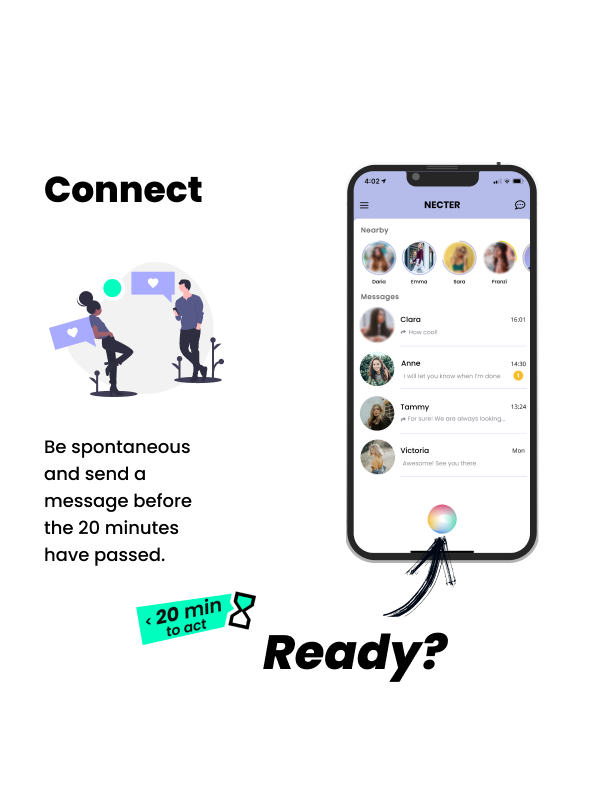 Connect
Be spontaneous
and send a
message before
the 20 minutes
have passed.
< 20 min
to act
Ready?
4:02
NECTER
Nearby
Daria Emma Sara Franzi
Messages
Clara 16:01
How cool!
Anne 14:30
I will let you know when I'm done 1
Tammy 13:24
For sure! We are always looking...
Victoria Mon
Awesome! See you there